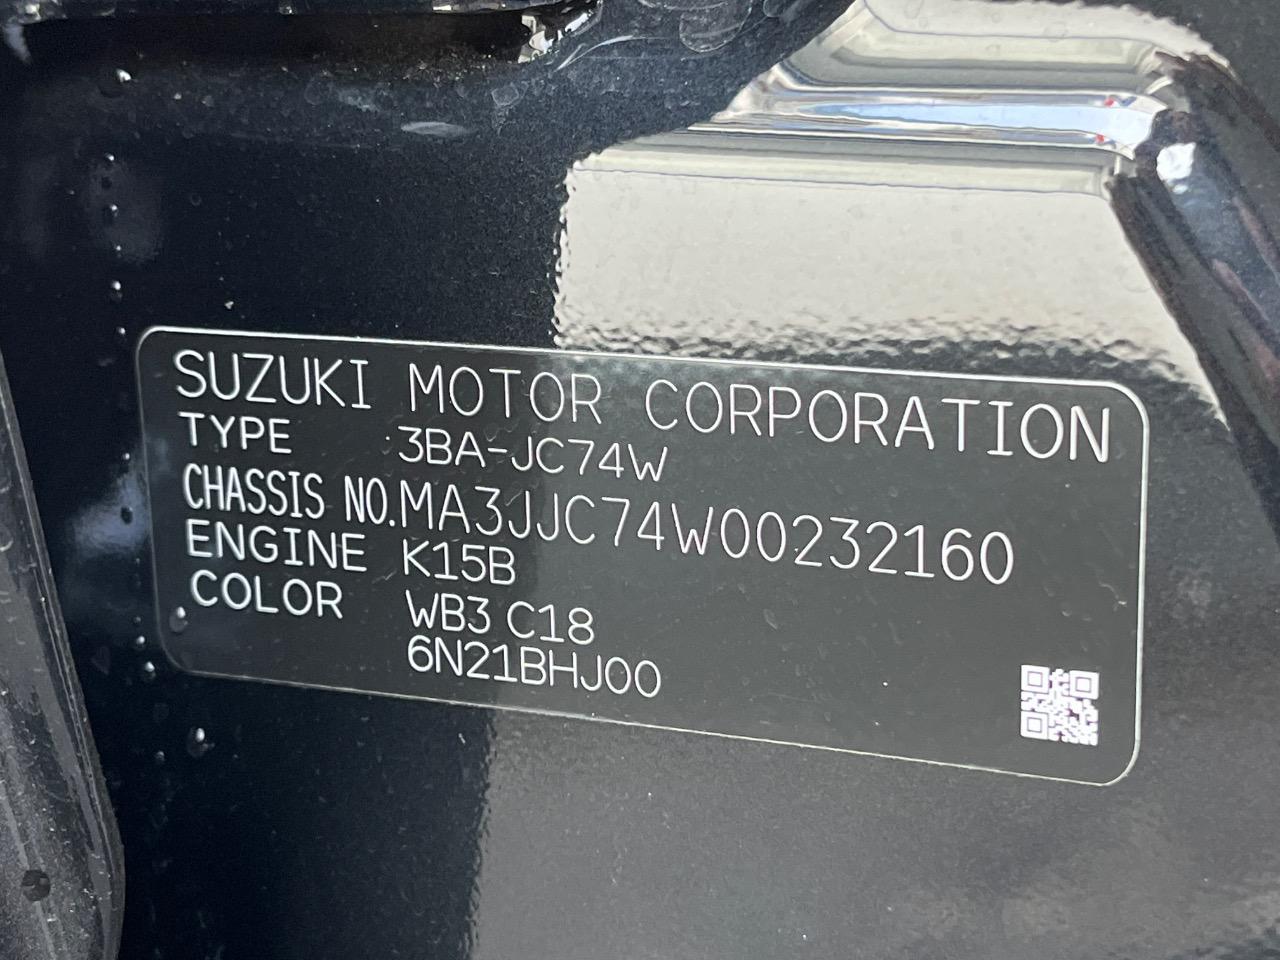 SUZUKI MOTOR CORPORATION
TYPE 3BA-JC74W
CHASSIS NO. MA3JJC74W00232160
ENGINE K15B
COLOR WB3 C18
6N21BHJ00